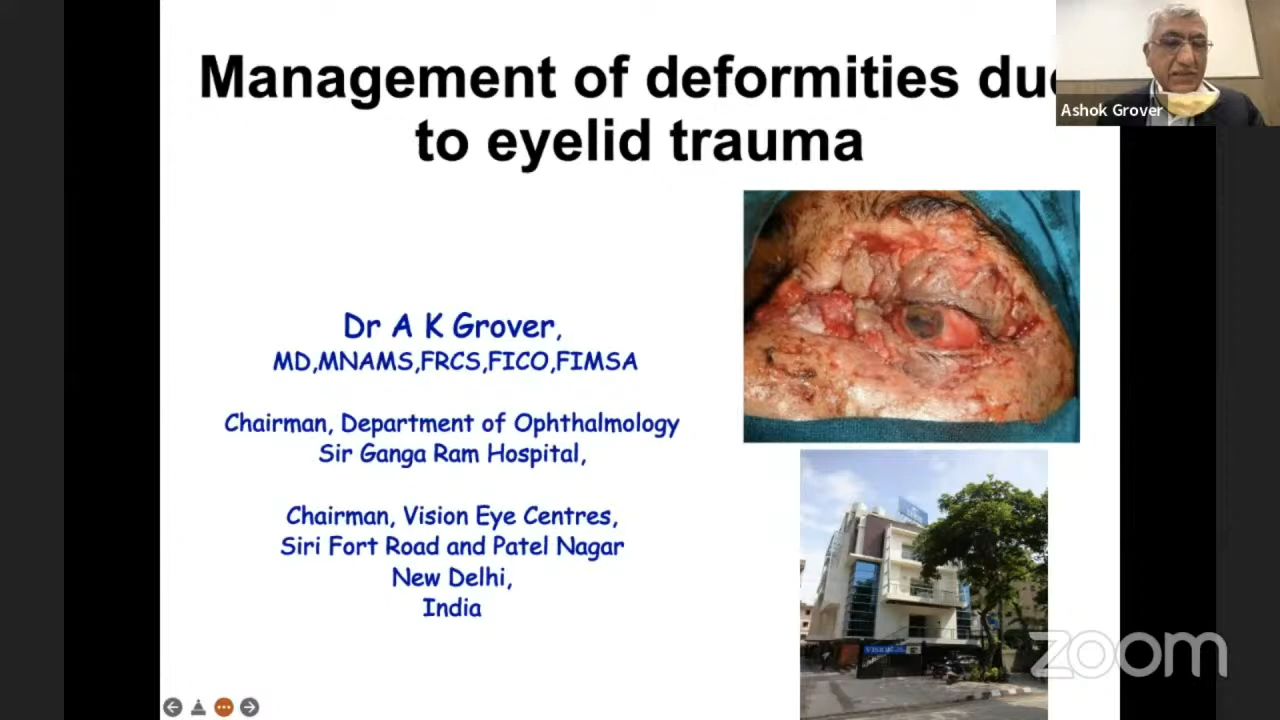 Management of deformities du
to eyelid trauma
Ashok Grover
Dr A K Grover,
MD,MNAMS,FRCS,FICO,FIMSA
Chairman, Department of Ophthalmology
Sir Ganga Ram Hospital,
Chairman, Vision Eye Centres,
Siri Fort Road and Patel Nagar
New Delhi,
India
VISION
zoom